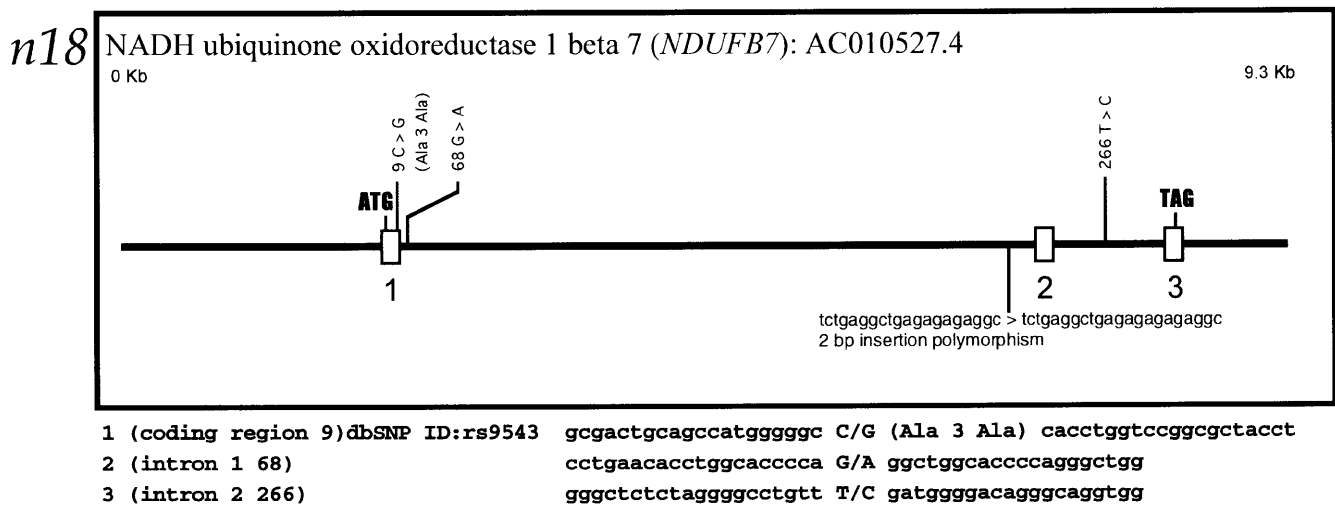 n18
NADH ubiquinone oxidoreductase 1 beta 7 (NDUFB7): AC010527.4
0 Kb
9.3 Kb
9 C > G
(Ala 3 Ala)
68 G > A
266 T > C
ATG
TAG
1
2
3
tctgaggctgagagagaggc > tctgaggctgagagagagaggc
2 bp insertion polymorphism
1 (coding region 9)dbSNP ID:rs9543 gcgactgcagccatgggggc C/G (Ala 3 Ala) cacctggtccggcgctacct
2 (intron 1 68) cctgaacacctggcacccca G/A ggctggcaccccagggctgg
3 (intron 2 266) gggctctctaggggcctgtt T/C gatggggacagggcaggtgg